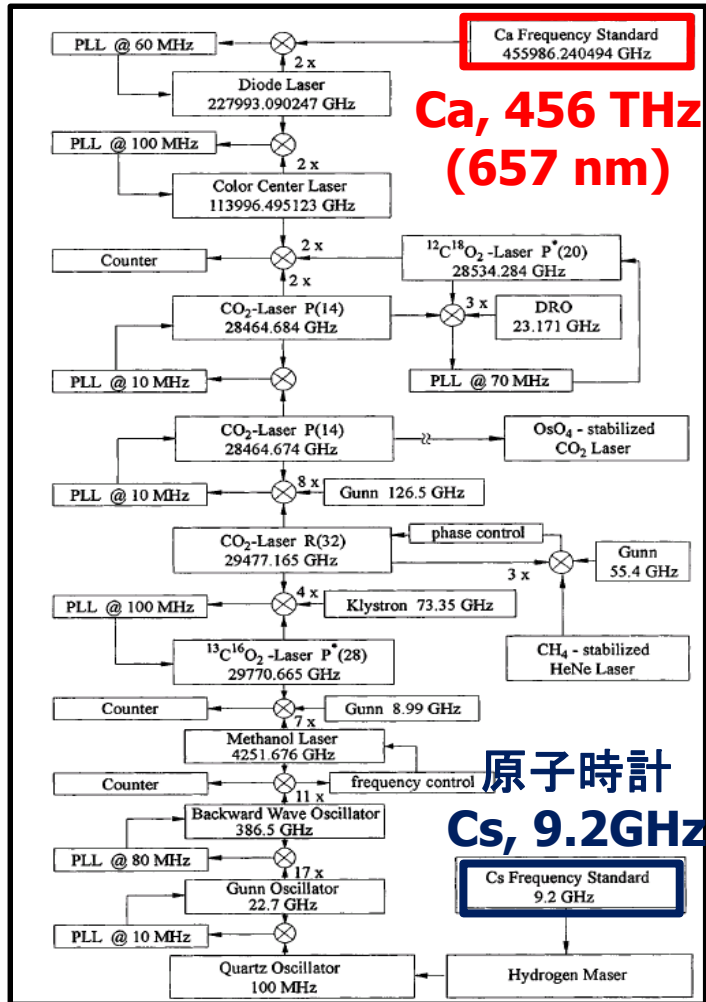 PLL @ 60 MHz
Ca Frequency Standard
455986.240494 GHz
2 x
Diode Laser
227993.090247 GHz
Ca, 456 THz
(657 nm)
PLL @ 100 MHz
2 x
Color Center Laser
113996.495123 GHz
Counter
2 x
2 x
¹²C¹⁸O₂ -Laser P*(20)
28534.284 GHz
CO₂-Laser P(14)
28464.684 GHz
3 x
DRO
23.171 GHz
PLL @ 10 MHz
PLL @ 70 MHz
CO₂-Laser P(14)
28464.674 GHz
OsO₄ - stabilized
CO₂ Laser
PLL @ 10 MHz
8 x
Gunn 126.5 GHz
CO₂-Laser R(32)
29477.165 GHz
phase control
3 x
Gunn
55.4 GHz
PLL @ 100 MHz
4 x
Klystron 73.35 GHz
¹³C¹⁶O₂ -Laser P*(28)
29770.665 GHz
CH₄ - stabilized
HeNe Laser
Counter
7 x
Gunn 8.99 GHz
Methanol Laser
4251.676 GHz
Counter
11 x
frequency control
原子時計
Cs, 9.2GHz
Backward Wave Oscillator
386.5 GHz
PLL @ 80 MHz
17 x
Gunn Oscillator
22.7 GHz
Cs Frequency Standard
9.2 GHz
PLL @ 10 MHz
Quartz Oscillator
100 MHz
Hydrogen Maser